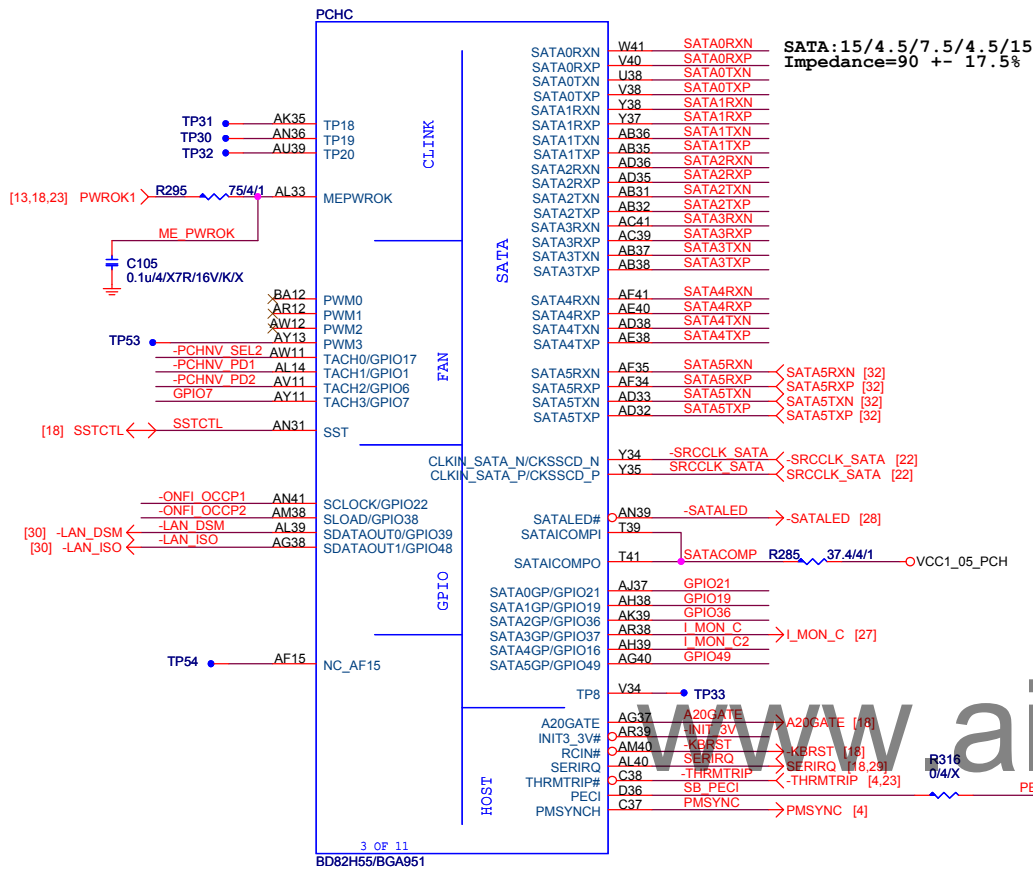 PCHC
SATA:15/4.5/7.5/4.5/15
Impedance=90 +- 17.5%
SATA0RXN W41 SATA0RXN
SATA0RXP V40 SATA0RXP
SATA0TXN U38 SATA0TXN
SATA0TXP V38 SATA0TXP
SATA1RXN Y38 SATA1RXN
SATA1RXP Y37 SATA1RXP
SATA1TXN AB36 SATA1TXN
SATA1TXP AB35 SATA1TXP
SATA2RXN AD36 SATA2RXN
SATA2RXP AD35 SATA2RXP
SATA2TXN AB31 SATA2TXN
SATA2TXP AB32 SATA2TXP
SATA3RXN AC41 SATA3RXN
SATA3RXP AC39 SATA3RXP
SATA3TXN AB37 SATA3TXN
SATA3TXP AB38 SATA3TXP
SATA4RXN AF41 SATA4RXN
SATA4RXP AE40 SATA4RXP
SATA4TXN AD38 SATA4TXN
SATA4TXP AE38 SATA4TXP
SATA5RXN AF35 SATA5RXN SATA5RXN [32]
SATA5RXP AF34 SATA5RXP SATA5RXP [32]
SATA5TXN AD33 SATA5TXN SATA5TXN [32]
SATA5TXP AD32 SATA5TXP SATA5TXP [32]
CLKIN_SATA_N/CKSSCD_N Y34 -SRCCLK_SATA -SRCCLK_SATA [22]
CLKIN_SATA_P/CKSSCD_P Y35 SRCCLK_SATA SRCCLK_SATA [22]
SATALED# AN39 -SATALED -SATALED [28]
SATAICOMPI T39
SATAICOMPO T41 SATACOMP R285 37.4/4/1 VCC1_05_PCH
SATA0GP/GPIO21 AJ37 GPIO21
SATA1GP/GPIO19 AH38 GPIO19
SATA2GP/GPIO36 AK39 GPIO36
SATA3GP/GPIO37 AR38 I_MON_C I_MON_C [27]
SATA4GP/GPIO16 AH39 I_MON_C2
SATA5GP/GPIO49 AG40 GPIO49
TP8 V34 TP33
A20GATE AG37 A20GATE A20GATE [18]
INIT3_3V# AR39 -INIT_3V
RCIN# AM40 -KBRST -KBRST [18]
SERIRQ AL40 SERIRQ SERIRQ [18,29]
THRMTRIP# C38 -THRMTRIP -THRMTRIP [4,23]
PECI D36 SB_PECI R316 0/4/X PE
PMSYNCH C37 PMSYNC PMSYNC [4]
TP31 AK35 TP18
TP30 AN36 TP19
TP32 AU39 TP20
[13,18,23] PWROK1 R295 75/4/1 AL33 MEPWROK
ME_PWROK
C105
0.1u/4/X7R/16V/K/X
BA12 PWM0
AR12 PWM1
AW12 PWM2
TP53 AY13 PWM3
-PCHNV_SEL2 AW11 TACH0/GPIO17
-PCHNV_PD1 AL14 TACH1/GPIO1
-PCHNV_PD2 AV11 TACH2/GPIO6
GPIO7 AY11 TACH3/GPIO7
[18] SSTCTL SSTCTL AN31 SST
-ONFI_OCCP1 AN41 SCLOCK/GPIO22
-ONFI_OCCP2 AM38 SLOAD/GPIO38
[30] -LAN_DSM -LAN_DSM AL39 SDATAOUT0/GPIO39
[30] -LAN_ISO -LAN_ISO AG38 SDATAOUT1/GPIO48
TP54 AF15 NC_AF15
CLINK
SATA
FAN
GPIO
HOST
3 OF 11
BD82H55/BGA951
www.ai